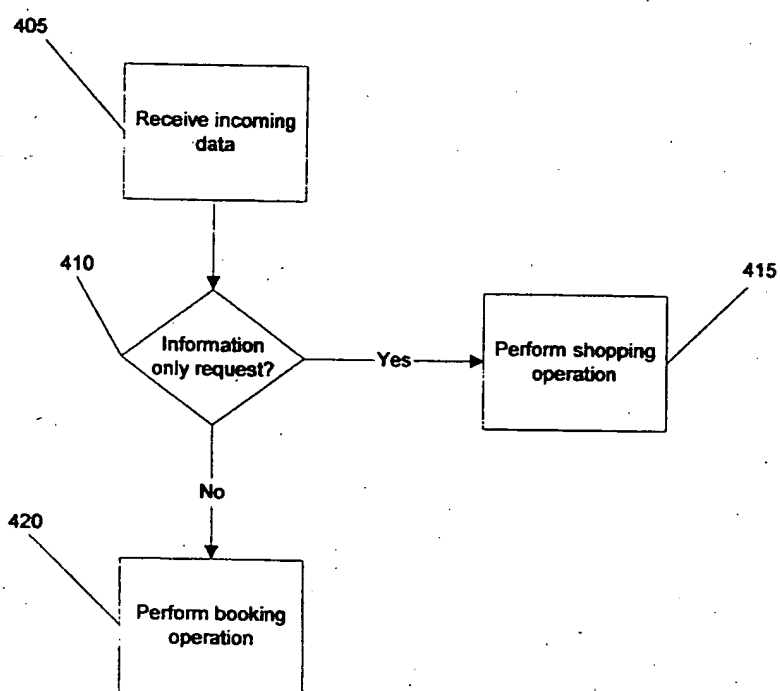 405
Receive incoming
data
410
Information
only request?
Yes
415
Perform shopping
operation
No
420
Perform booking
operation